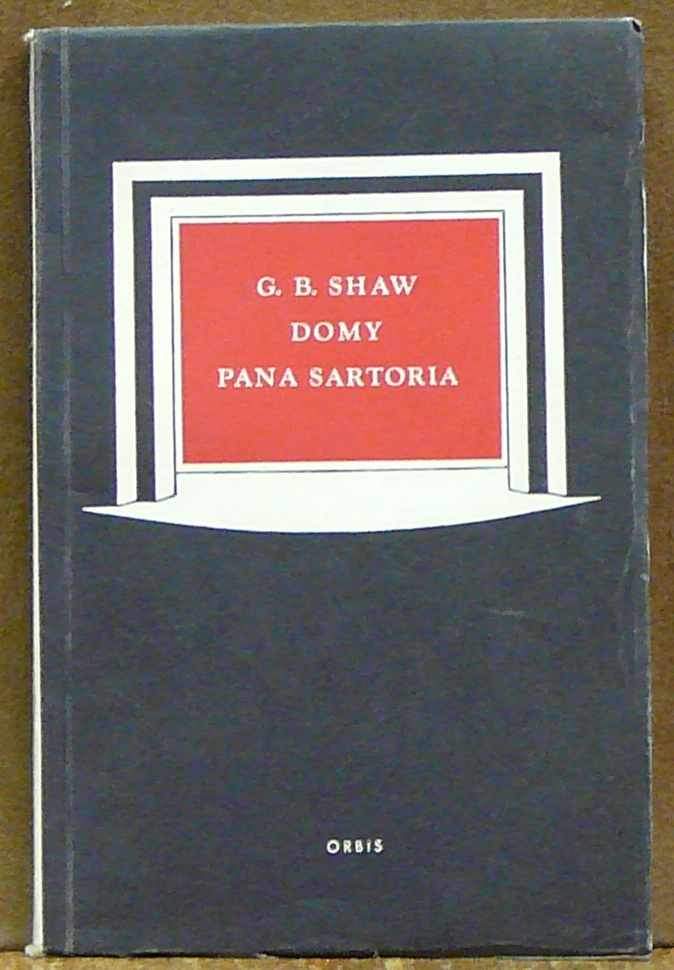 G. B. SHAW
DOMY
PANA SARTORIA
ORBIS